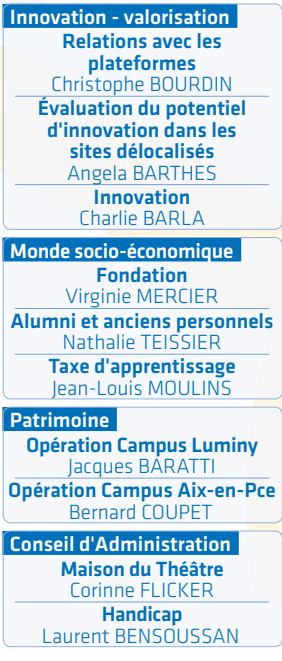 Innovation - valorisation
Relations avec les
plateformes
Christophe BOURDIN
Évaluation du potentiel
d'innovation dans les
sites délocalisés
Angela BARTHES
Innovation
Charlie BARLA
Monde socio-économique
Fondation
Virginie MERCIER
Alumni et anciens personnels
Nathalie TEISSIER
Taxe d'apprentissage
Jean-Louis MOULINS
Patrimoine
Opération Campus Luminy
Jacques BARATTI
Opération Campus Aix-en-Pce
Bernard COUPET
Conseil d'Administration
Maison du Théâtre
Corinne FLICKER
Handicap
Laurent BENSOUSSAN